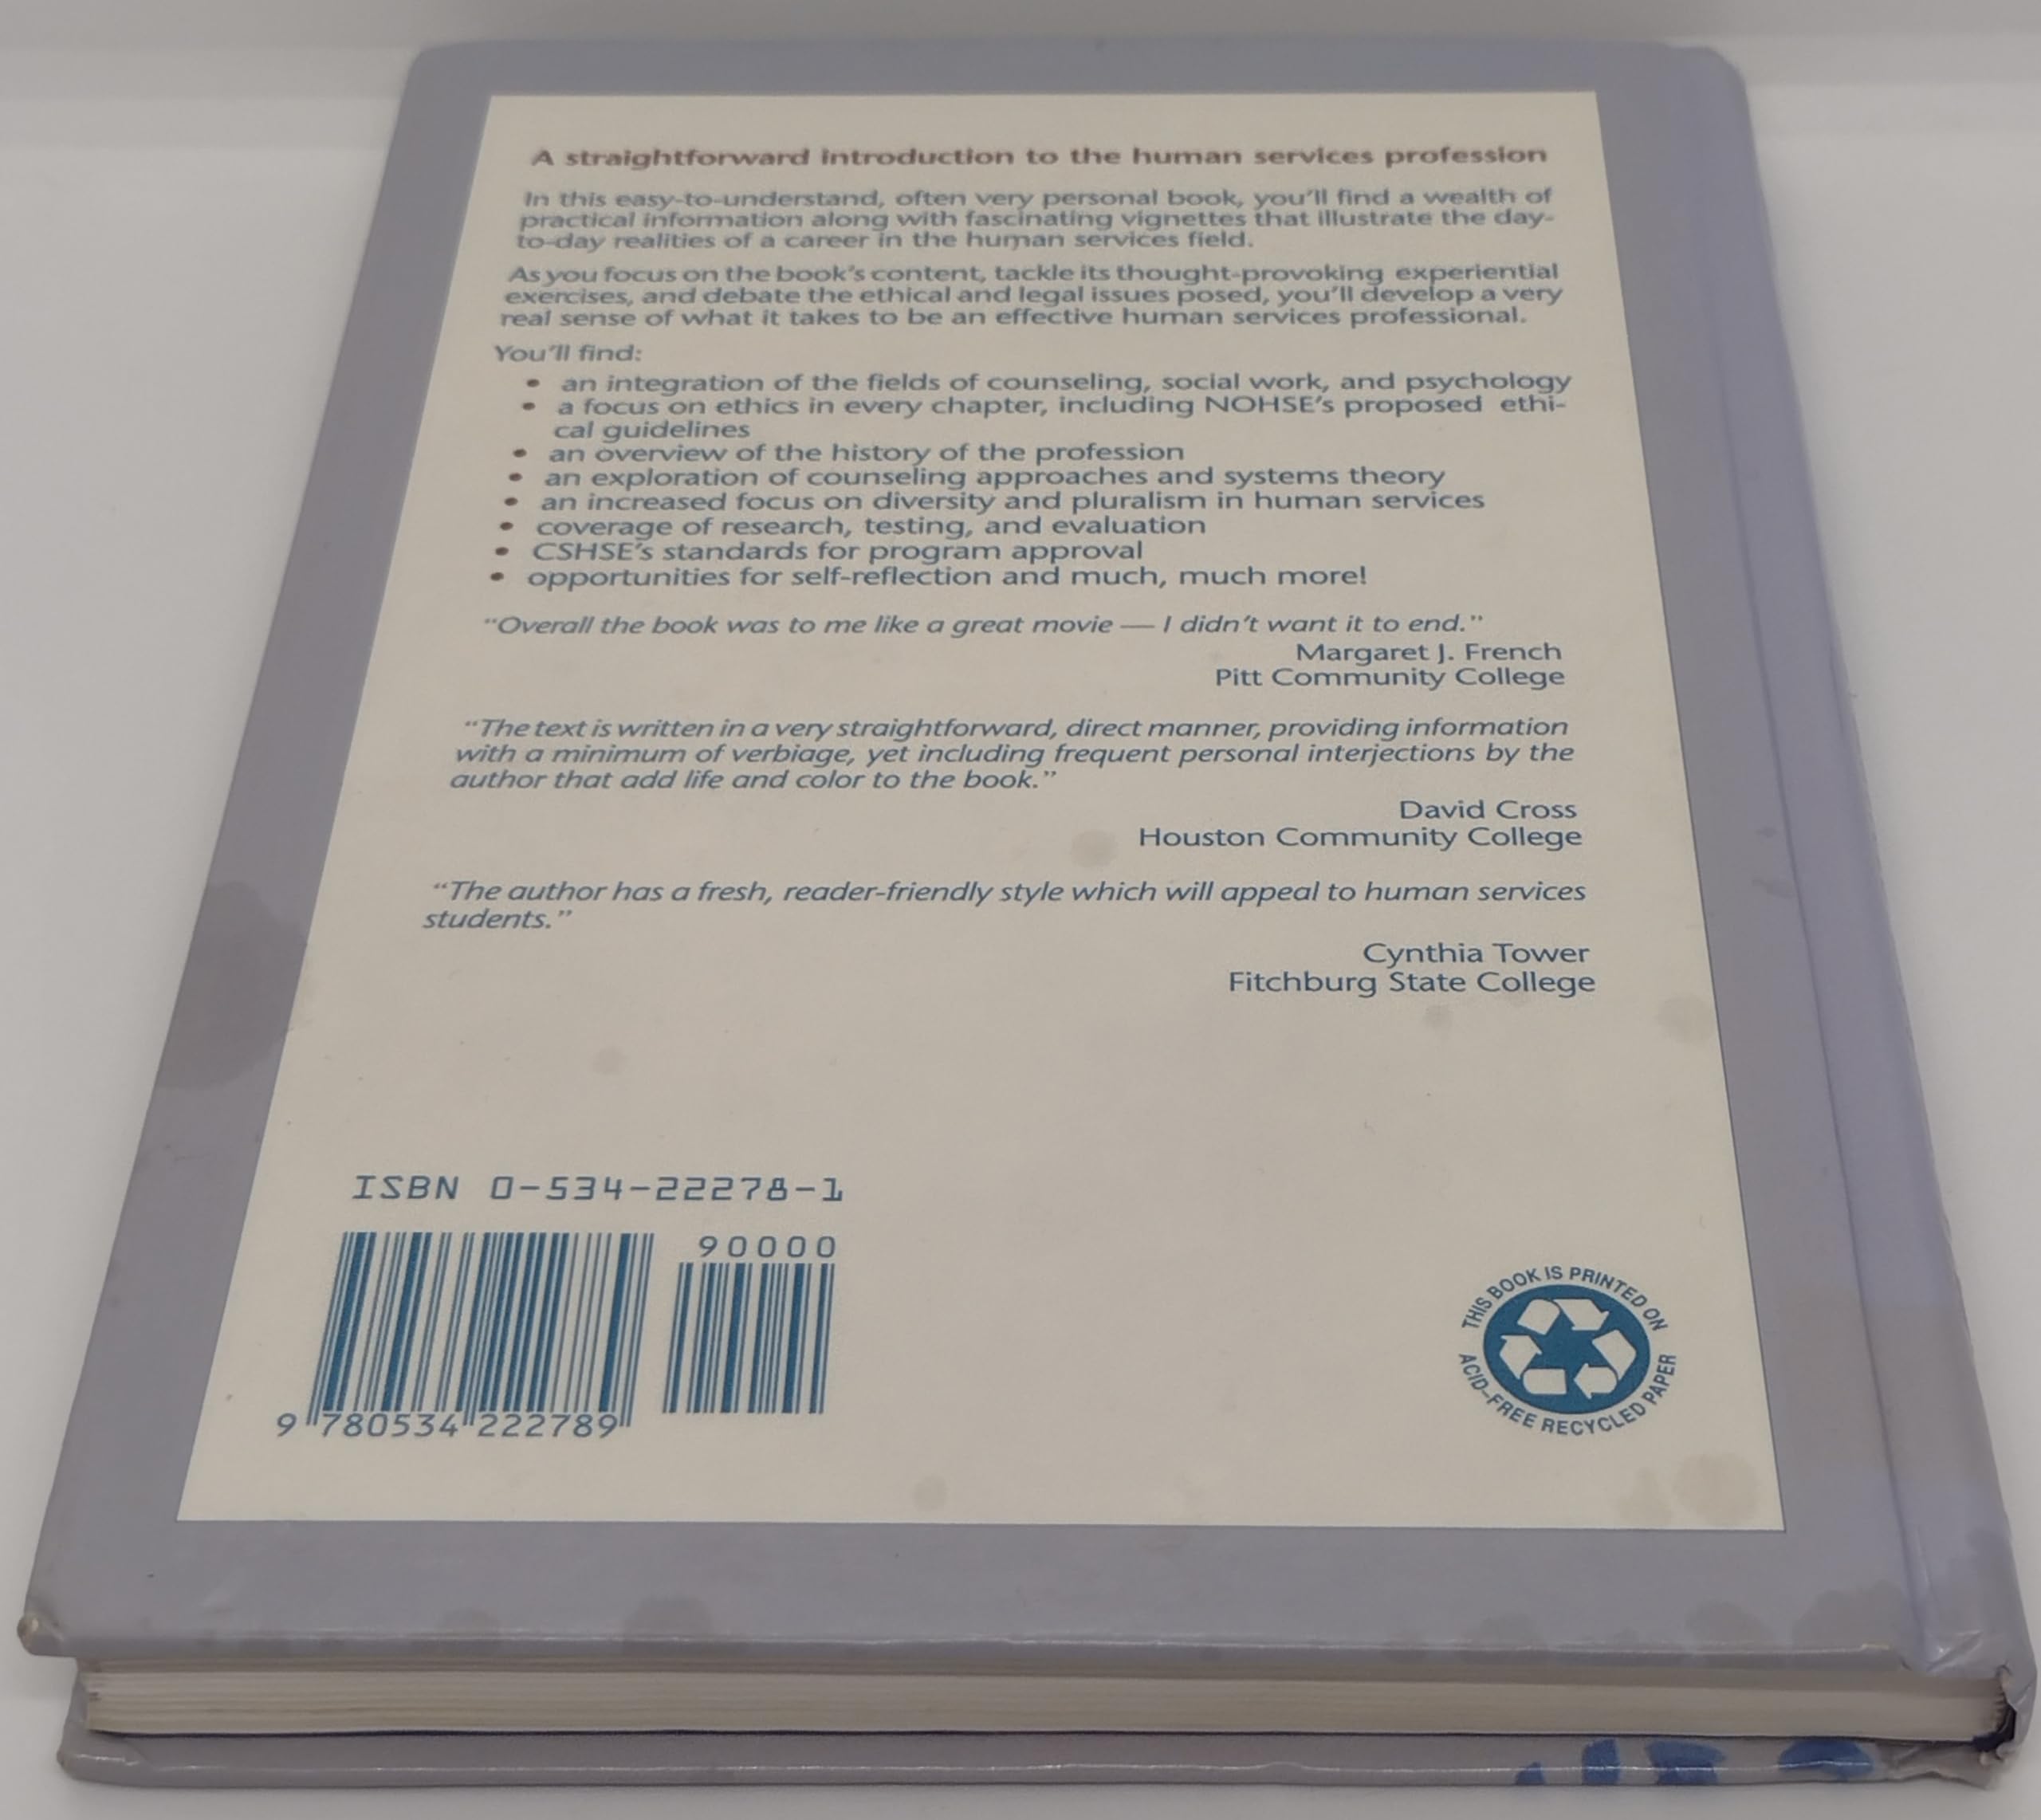 A straightforward introduction to the human services profession
In this easy-to-understand, often very personal book, you'll find a wealth of
practical information along with fascinating vignettes that illustrate the day-
to-day realities of a career in the human services field.
As you focus on the book's content, tackle its thought-provoking experiential
exercises, and debate the ethical and legal issues posed, you'll develop a very
real sense of what it takes to be an effective human services professional.
You'll find:
• an integration of the fields of counseling, social work, and psychology
• a focus on ethics in every chapter, including NOHSE's proposed ethi-
cal guidelines
• an overview of the history of the profession
• an exploration of counseling approaches and systems theory
• an increased focus on diversity and pluralism in human services
• coverage of research, testing, and evaluation
• CSHSE's standards for program approval
• opportunities for self-reflection and much, much more!
"Overall the book was to me like a great movie — I didn't want it to end."
Margaret J. French
Pitt Community College
"The text is written in a very straightforward, direct manner, providing information
with a minimum of verbiage, yet including frequent personal interjections by the
author that add life and color to the book."
David Cross
Houston Community College
"The author has a fresh, reader-friendly style which will appeal to human services
students."
Cynthia Tower
Fitchburg State College
ISBN 0-534-22278-1
90000
9 780534 222789
THIS BOOK IS PRINTED ON
ACID-FREE RECYCLED PAPER